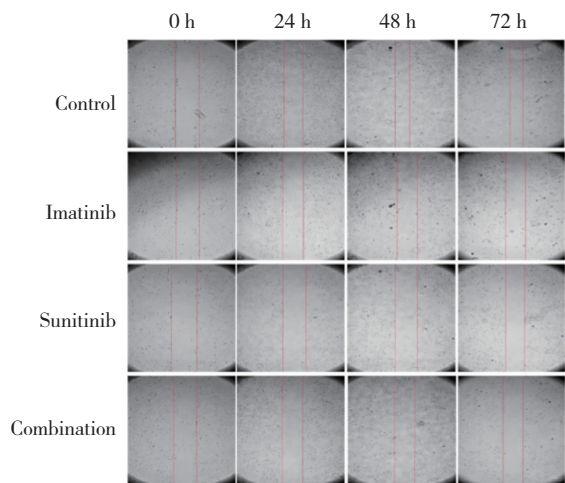 0 h 24 h 48 h 72 h
Control
Imatinib
Sunitinib
Combination